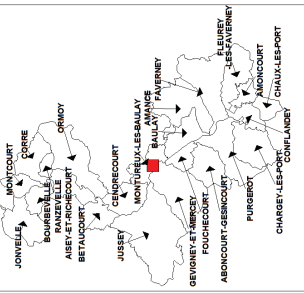 JONVELLE
MONTCOURT
BOURBEVELLE
CORRE
RANZEVELLE
AISEY-ET-RICHECOURT
ORMOY
BETAUCOURT
CENDRECOURT
JUSSEY
MONTUREUX-LES-BAULAY
AMANCE
BAULAY
FAVERNEY
FLEUREY
-LES-FAVERNEY
AMONCOURT
CHAUX-LES-PORT
GEVIGNEY-ET-MERCEY
FOUCHECOURT
ABONCOURT-GESINCOURT
PURGEROT
CHARGEY-LES-PORT
CONFLANDEY